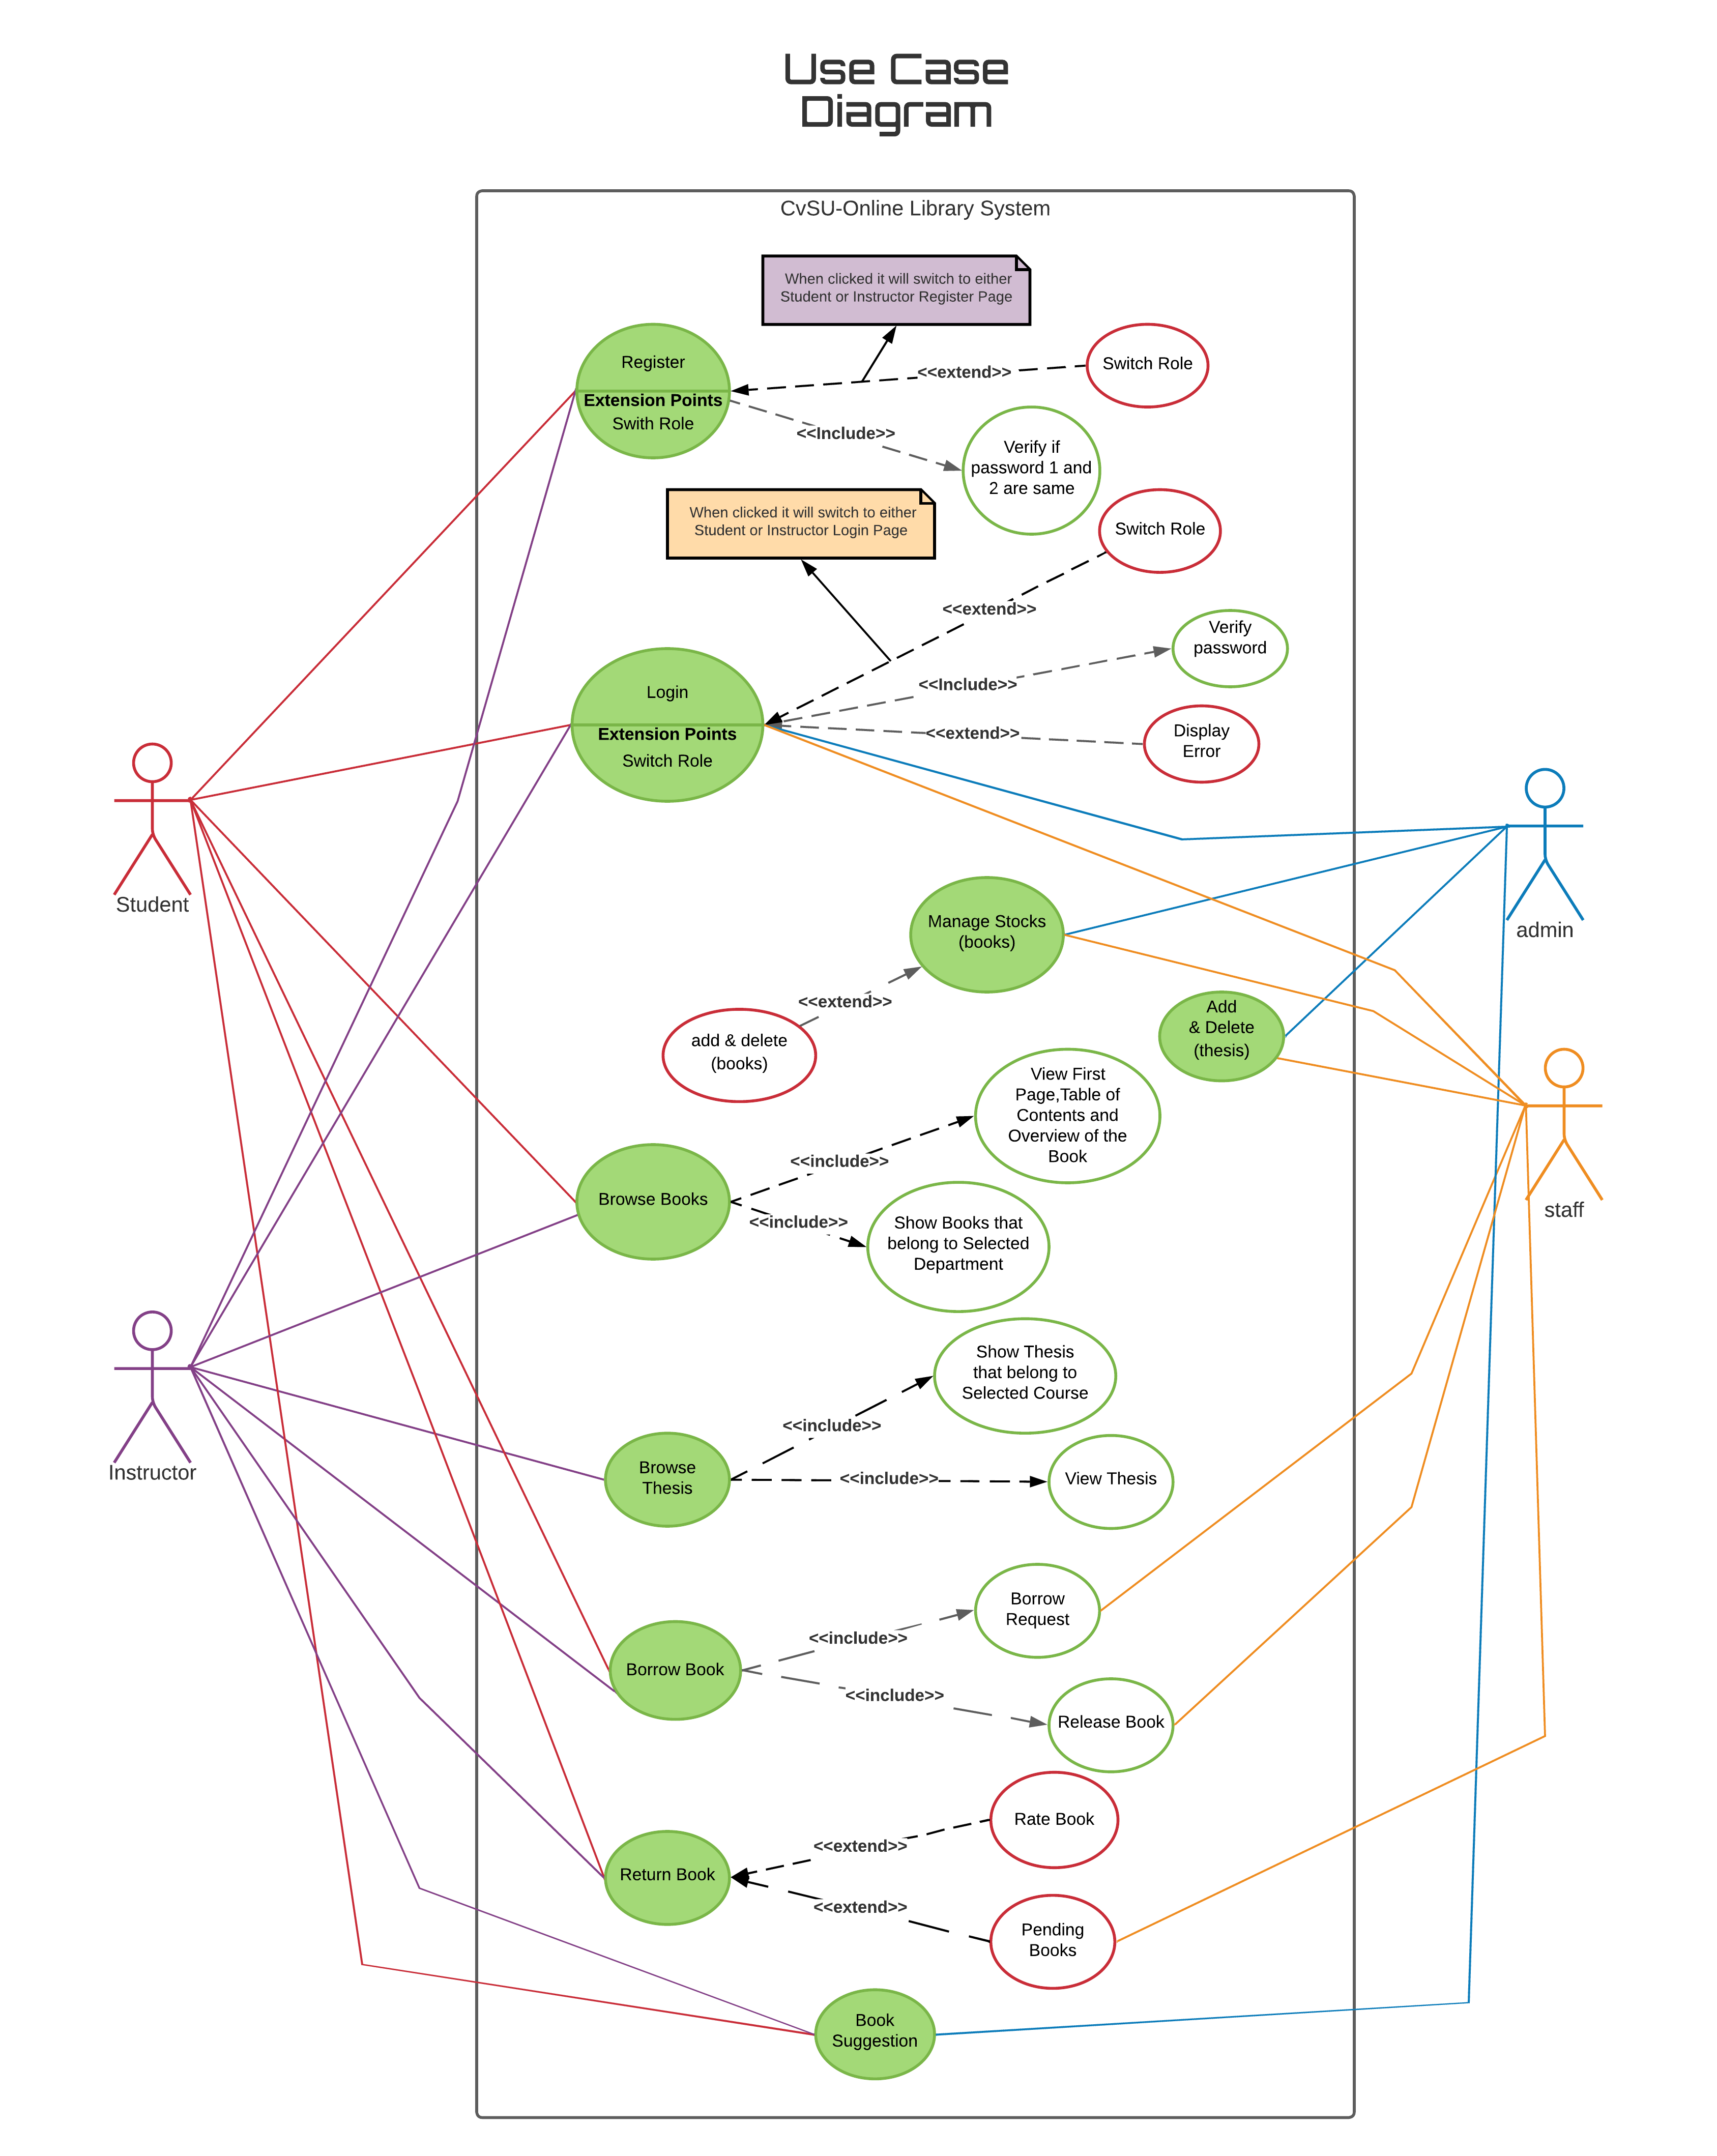 Use Case
Diagram
CvSU-Online Library System
When clicked it will switch to either
Student or Instructor Register Page
Register
Extension Points
Swith Role
<<extend>>
Switch Role
<<Include>>
Verify if
password 1 and
2 are same
When clicked it will switch to either
Student or Instructor Login Page
Switch Role
<<extend>>
Verify
password
<<Include>>
Login
Extension Points
Switch Role
<<extend>>
Display
Error
Student
admin
Manage Stocks
(books)
<<extend>>
add & delete
(books)
Add
& Delete
(thesis)
View First
Page,Table of
Contents and
Overview of the
Book
<<include>>
Browse Books
<<include>>
Show Books that
belong to Selected
Department
staff
Show Thesis
that belong to
Selected Course
<<include>>
Instructor
Browse
Thesis
<<include>>
View Thesis
Borrow
Request
<<include>>
Borrow Book
<<include>>
Release Book
Rate Book
<<extend>>
Return Book
<<extend>>
Pending
Books
Book
Suggestion